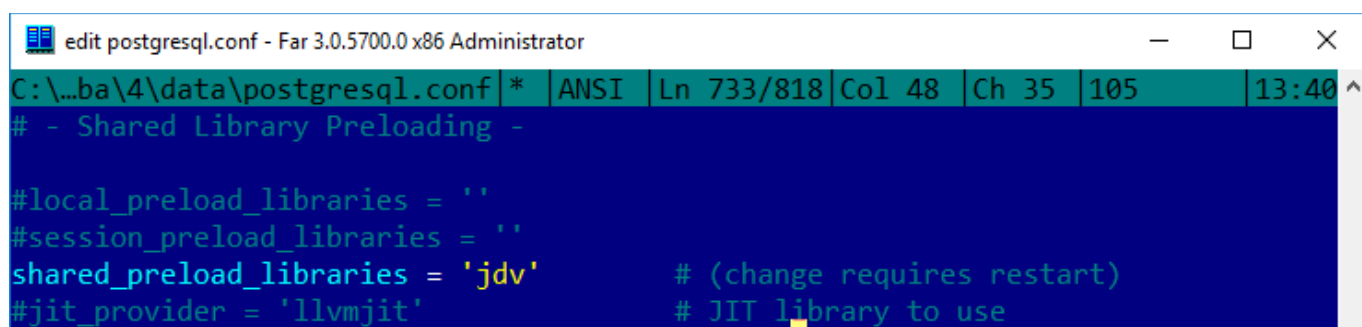 edit postgresql.conf - Far 3.0.5700.0 x86 Administrator
C:\…ba\4\data\postgresql.conf|* |ANSI |Ln 733/818|Col 48 |Ch 35 |105 |13:40
# - Shared Library Preloading -
#local_preload_libraries = ''
#session_preload_libraries = ''
shared_preload_libraries = 'jdv' # (change requires restart)
#jit_provider = 'llvmjit' # JIT library to use